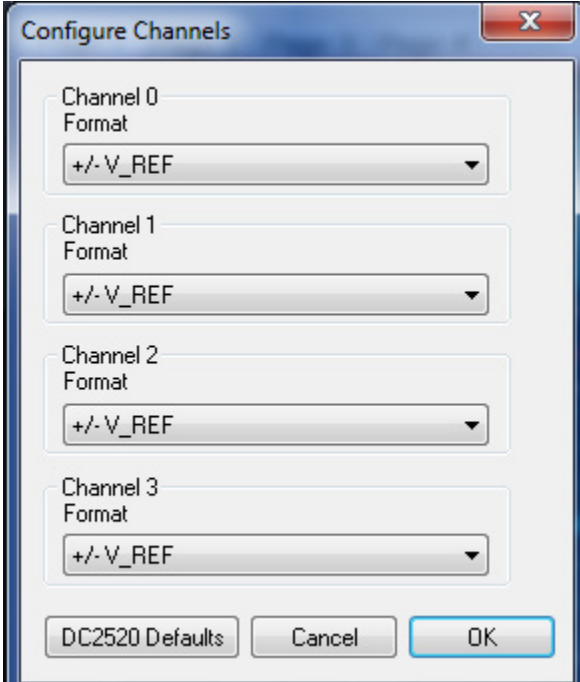 Configure Channels
Channel 0
Format
+/- V_REF
Channel 1
Format
+/- V_REF
Channel 2
Format
+/- V_REF
Channel 3
Format
+/- V_REF
DC2520 Defaults Cancel OK